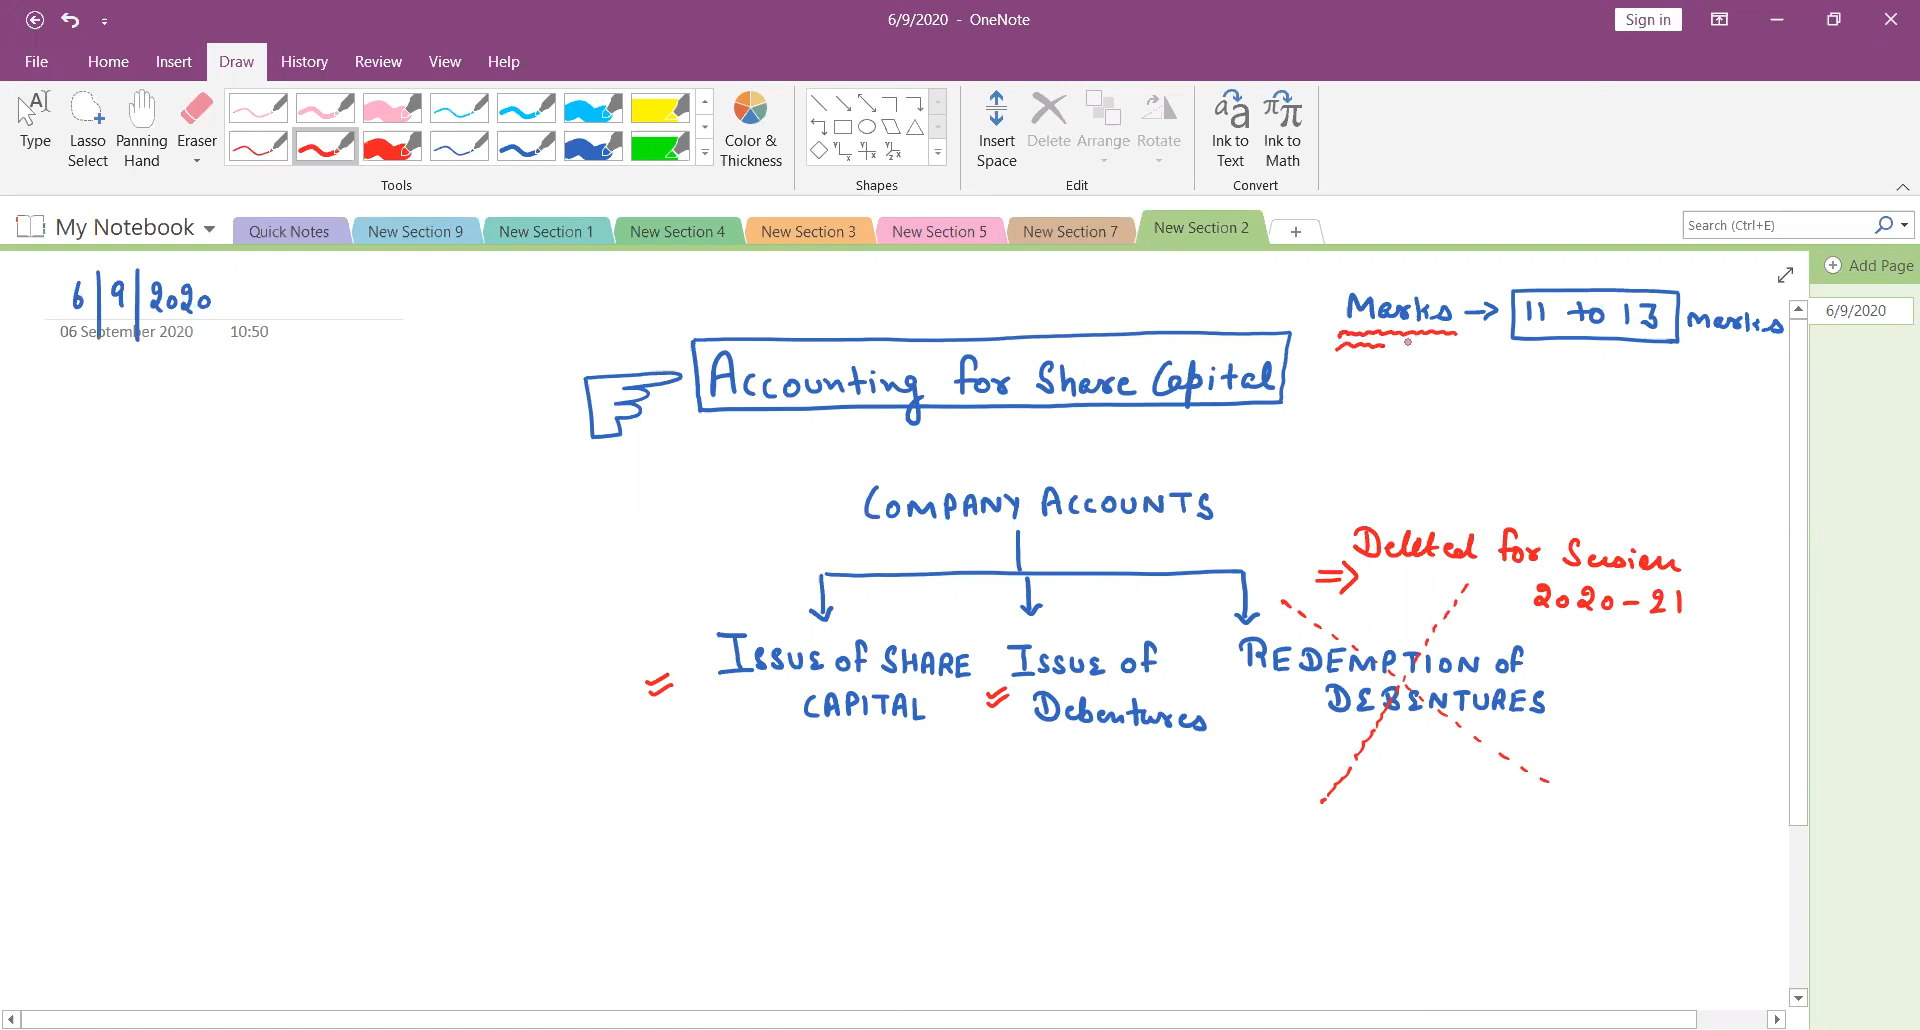 6/9/2020 - OneNote
Sign in
File Home Insert Draw History Review View Help
Type
Lasso Select
Panning Hand
Eraser
Color & Thickness
Insert Space
Delete
Arrange
Rotate
Ink to Text
Ink to Math
Tools
Shapes
Edit
Convert
My Notebook
Quick Notes
New Section 9
New Section 1
New Section 4
New Section 3
New Section 5
New Section 7
New Section 2
Search (Ctrl+E)
Add Page
6/9/2020
6|9|2020
06 September 2020 10:50
Marks → 11 to 13 marks
Accounting for Share Capital
COMPANY ACCOUNTS
⇒ Deleted for Session
2020-21
ISSUE of SHARE
CAPITAL
ISSUE of
Debentures
REDEMPTION of
DEBENTURES